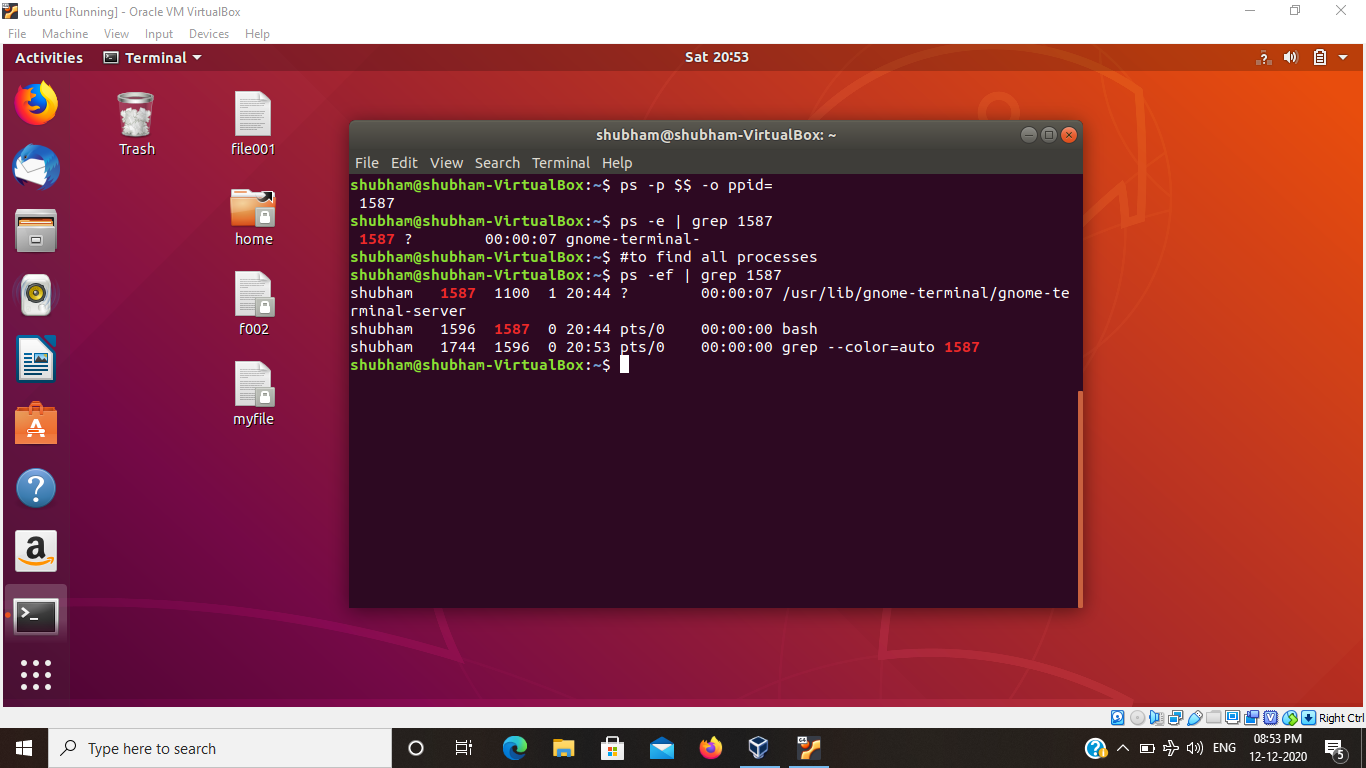 ubuntu [Running] - Oracle VM VirtualBox
File Machine View Input Devices Help
Activities Terminal Sat 20:53
Trash
file001
home
f002
myfile
shubham@shubham-VirtualBox: ~
File Edit View Search Terminal Help
shubham@shubham-VirtualBox:~$ ps -p $$ -o ppid=
1587
shubham@shubham-VirtualBox:~$ ps -e | grep 1587
1587 ? 00:00:07 gnome-terminal-
shubham@shubham-VirtualBox:~$ #to find all processes
shubham@shubham-VirtualBox:~$ ps -ef | grep 1587
shubham 1587 1100 1 20:44 ? 00:00:07 /usr/lib/gnome-terminal/gnome-te
rminal-server
shubham 1596 1587 0 20:44 pts/0 00:00:00 bash
shubham 1744 1596 0 20:53 pts/0 00:00:00 grep --color=auto 1587
shubham@shubham-VirtualBox:~$
Right Ctrl
Type here to search
ENG
08:53 PM
12-12-2020
5